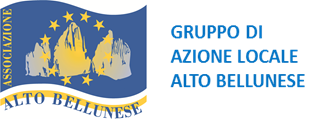 ASSOCIAZIONE
ALTO BELLUNESE
GRUPPO DI
AZIONE LOCALE
ALTO BELLUNESE